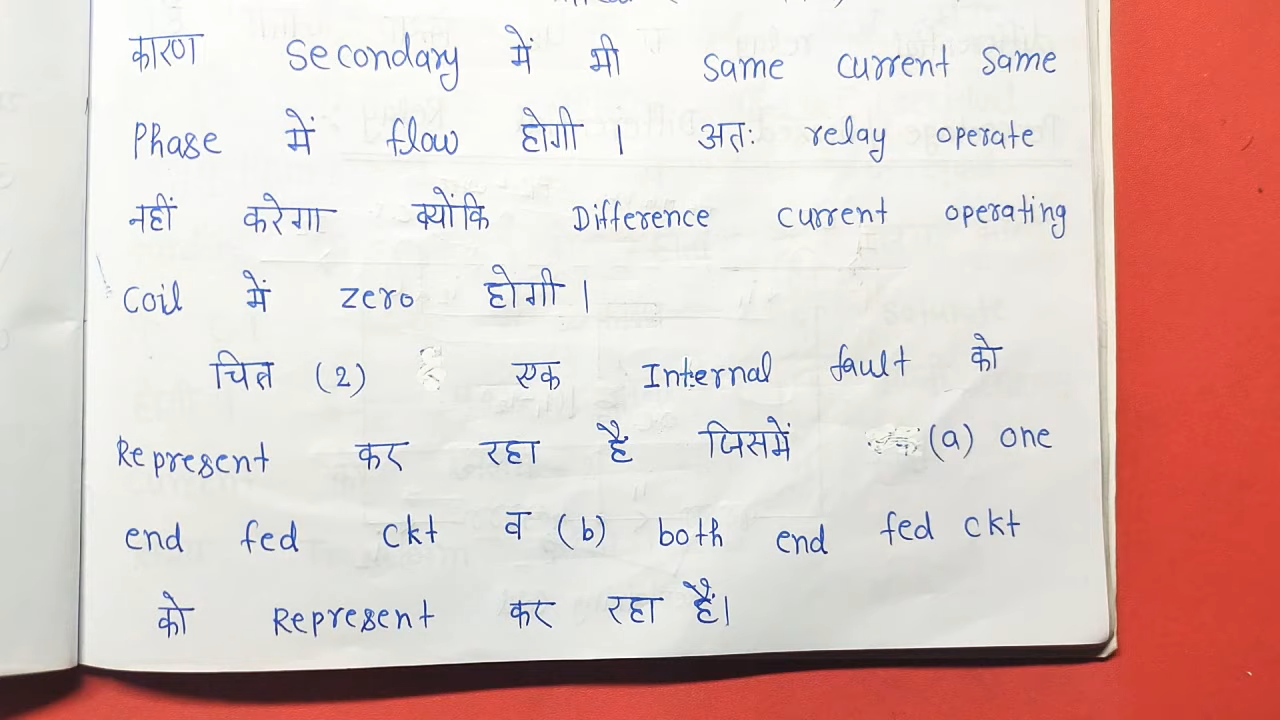 कारण secondary में भी same current same
Phase में flow होगी । अतः relay operate
नहीं करेगा क्योंकि Difference current operating
coil में zero होगी ।
चित्र (2) एक Internal fault को
Represent कर रहा है जिसमें (a) one
end fed ckt व (b) both end fed ckt
को Represent कर रहा हैं।